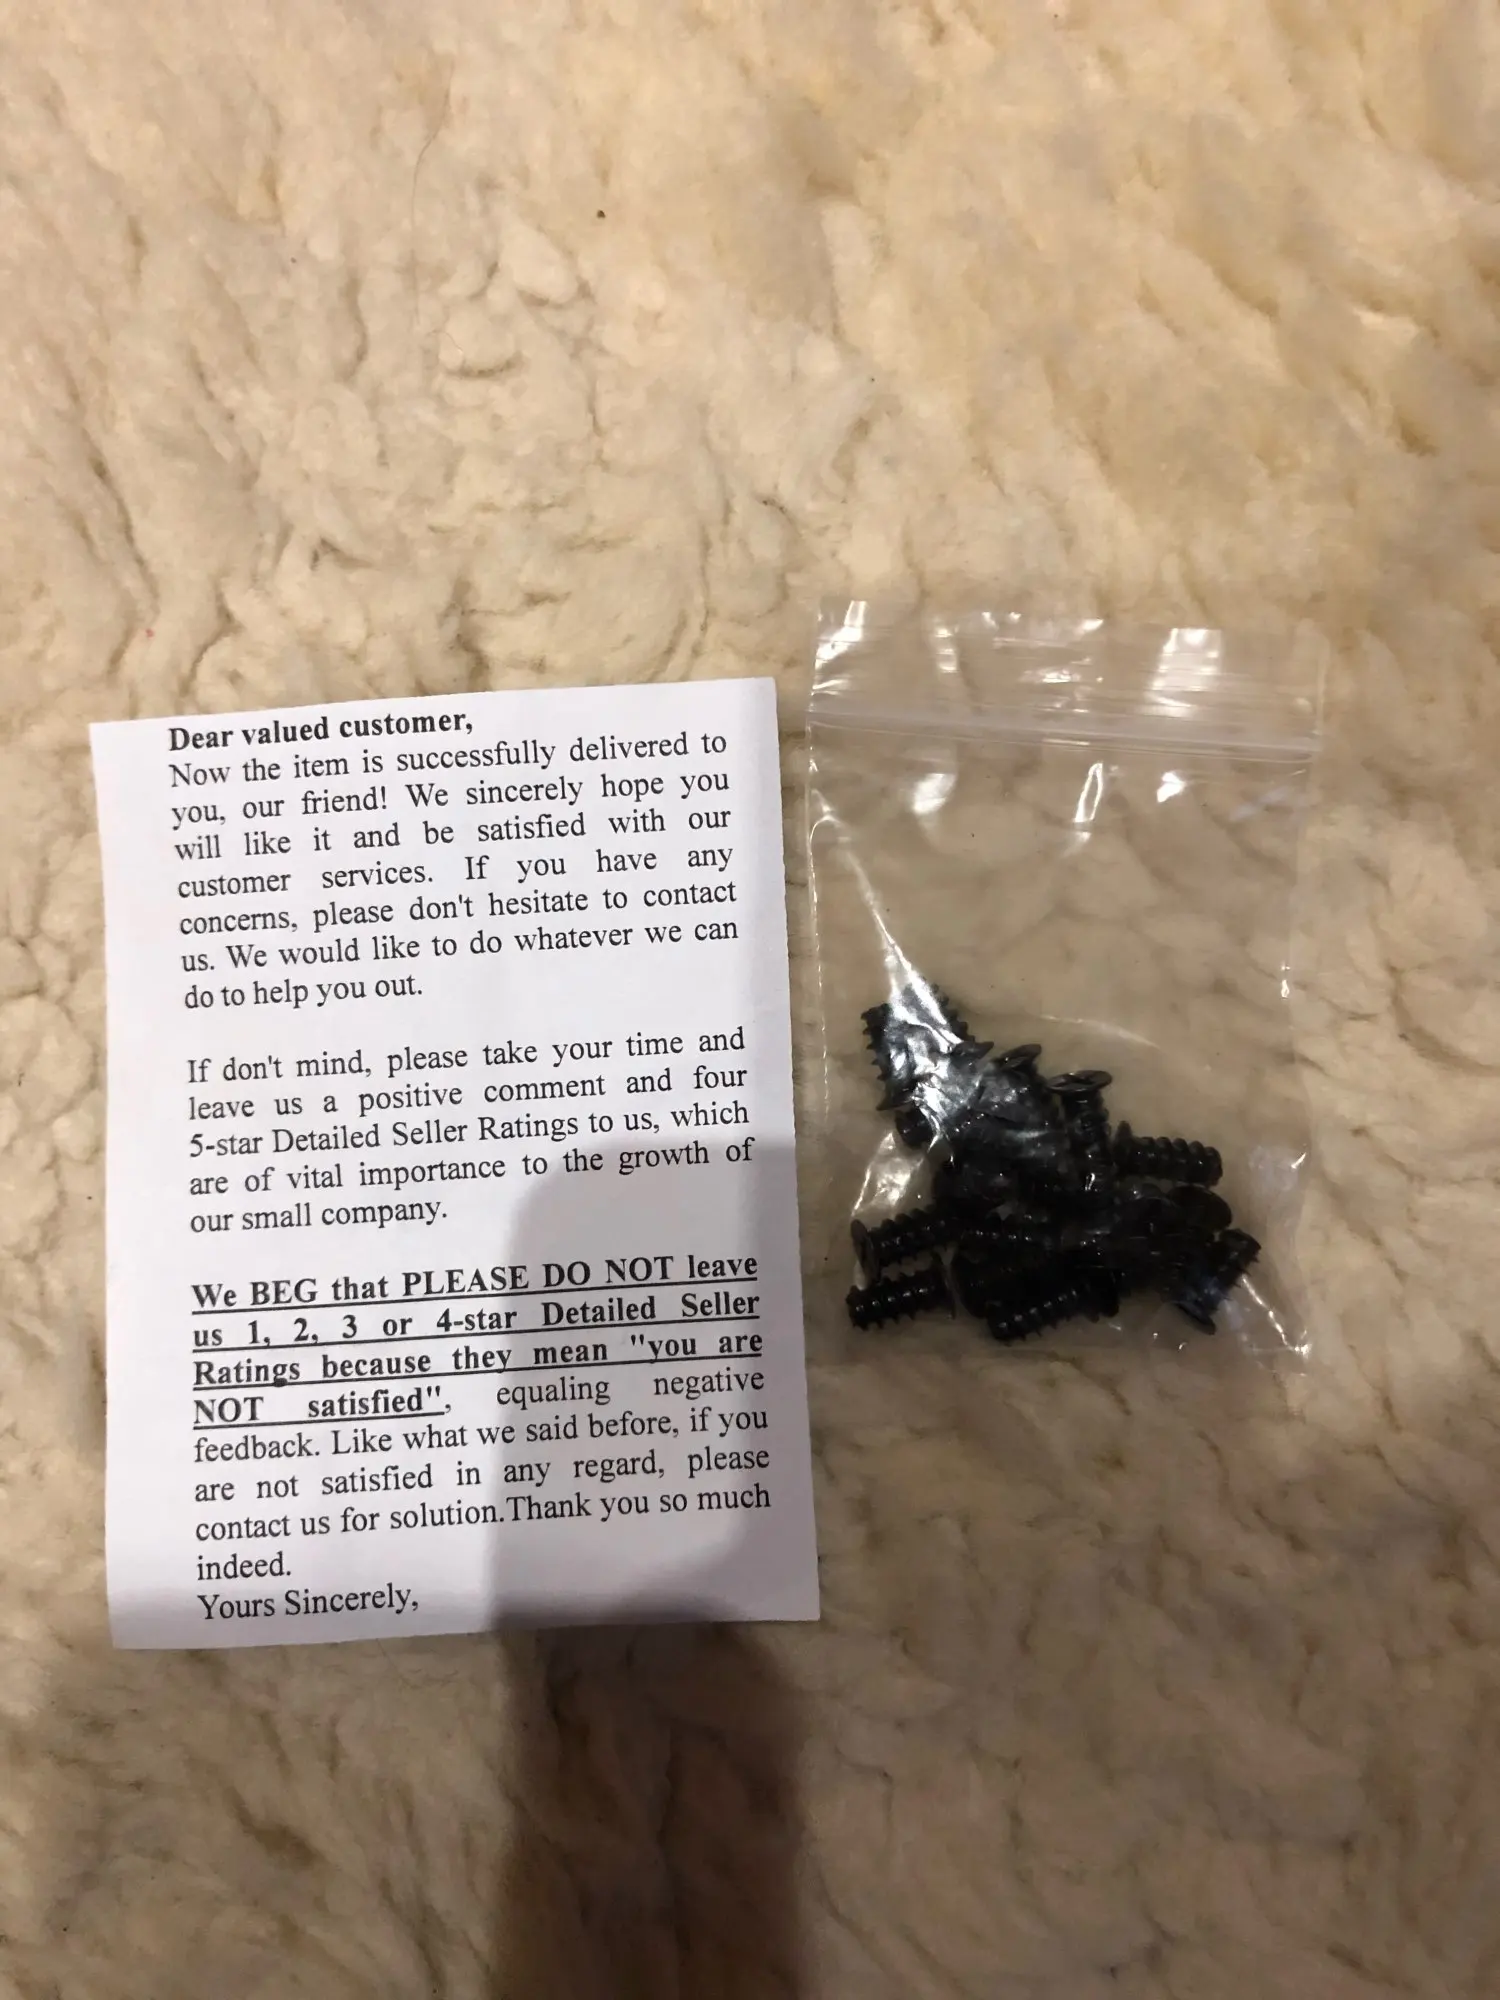 Dear valued customer,
Now the item is successfully delivered to
you, our friend! We sincerely hope you
will like it and be satisfied with our
customer services. If you have any
concerns, please don't hesitate to contact
us. We would like to do whatever we can
do to help you out.
If don't mind, please take your time and
leave us a positive comment and four
5-star Detailed Seller Ratings to us, which
are of vital importance to the growth of
our small company.
We BEG that PLEASE DO NOT leave
us 1, 2, 3 or 4-star Detailed Seller
Ratings because they mean "you are
NOT satisfied", equaling negative
feedback. Like what we said before, if you
are not satisfied in any regard, please
contact us for solution.Thank you so much
indeed.
Yours Sincerely,